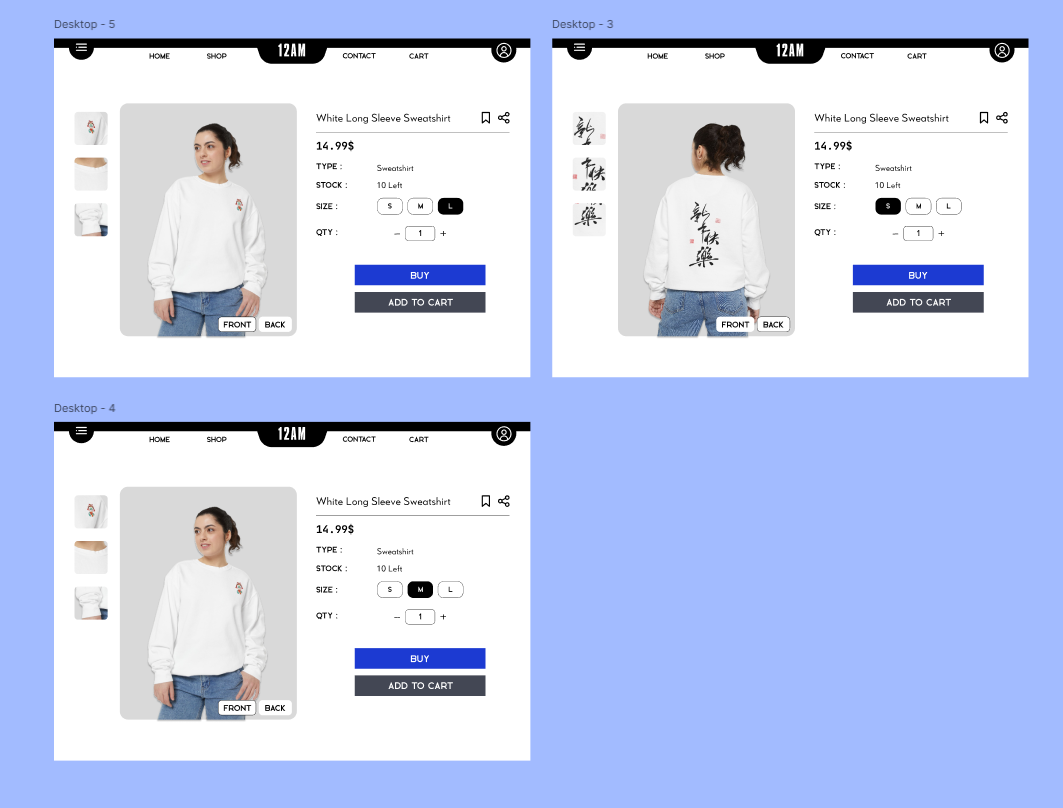 Desktop - 5
HOME
SHOP
12AM
CONTACT
CART
White Long Sleeve Sweatshirt
14.99$
TYPE :
Sweatshirt
STOCK :
10 Left
SIZE :
S
M
L
QTY :
–
1
+
BUY
ADD TO CART
FRONT
BACK
Desktop - 3
HOME
SHOP
12AM
CONTACT
CART
新
年
快
樂
White Long Sleeve Sweatshirt
14.99$
TYPE :
Sweatshirt
STOCK :
10 Left
SIZE :
S
M
L
QTY :
–
1
+
BUY
ADD TO CART
FRONT
BACK
Desktop - 4
HOME
SHOP
12AM
CONTACT
CART
White Long Sleeve Sweatshirt
14.99$
TYPE :
Sweatshirt
STOCK :
10 Left
SIZE :
S
M
L
QTY :
–
1
+
BUY
ADD TO CART
FRONT
BACK